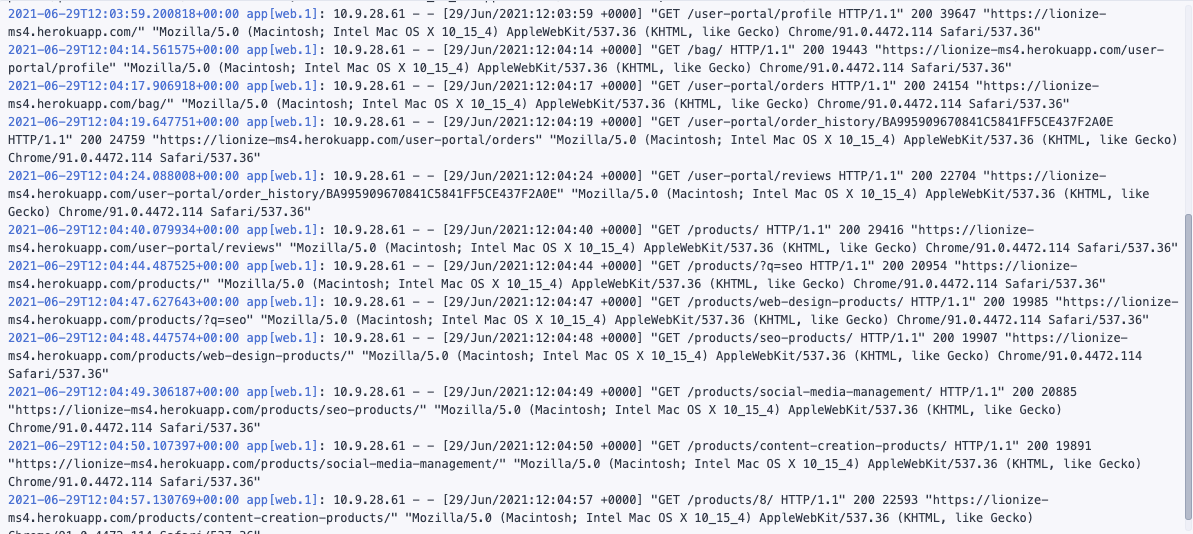 2021-06-29T12:03:59.200818+00:00 app[web.1]: 10.9.28.61 - - [29/Jun/2021:12:03:59 +0000] "GET /user-portal/profile HTTP/1.1" 200 39647 "https://lionize-
ms4.herokuapp.com/" "Mozilla/5.0 (Macintosh; Intel Mac OS X 10_15_4) AppleWebKit/537.36 (KHTML, like Gecko) Chrome/91.0.4472.114 Safari/537.36"
2021-06-29T12:04:14.561575+00:00 app[web.1]: 10.9.28.61 - - [29/Jun/2021:12:04:14 +0000] "GET /bag/ HTTP/1.1" 200 19443 "https://lionize-ms4.herokuapp.com/user-
portal/profile" "Mozilla/5.0 (Macintosh; Intel Mac OS X 10_15_4) AppleWebKit/537.36 (KHTML, like Gecko) Chrome/91.0.4472.114 Safari/537.36"
2021-06-29T12:04:17.906918+00:00 app[web.1]: 10.9.28.61 - - [29/Jun/2021:12:04:17 +0000] "GET /user-portal/orders HTTP/1.1" 200 24154 "https://lionize-
ms4.herokuapp.com/bag/" "Mozilla/5.0 (Macintosh; Intel Mac OS X 10_15_4) AppleWebKit/537.36 (KHTML, like Gecko) Chrome/91.0.4472.114 Safari/537.36"
2021-06-29T12:04:19.647751+00:00 app[web.1]: 10.9.28.61 - - [29/Jun/2021:12:04:19 +0000] "GET /user-portal/order_history/BA995909670841C5841FF5CE437F2A0E
HTTP/1.1" 200 24759 "https://lionize-ms4.herokuapp.com/user-portal/orders" "Mozilla/5.0 (Macintosh; Intel Mac OS X 10_15_4) AppleWebKit/537.36 (KHTML, like Gecko)
Chrome/91.0.4472.114 Safari/537.36"
2021-06-29T12:04:24.088008+00:00 app[web.1]: 10.9.28.61 - - [29/Jun/2021:12:04:24 +0000] "GET /user-portal/reviews HTTP/1.1" 200 22704 "https://lionize-
ms4.herokuapp.com/user-portal/order_history/BA995909670841C5841FF5CE437F2A0E" "Mozilla/5.0 (Macintosh; Intel Mac OS X 10_15_4) AppleWebKit/537.36 (KHTML, like
Gecko) Chrome/91.0.4472.114 Safari/537.36"
2021-06-29T12:04:40.079934+00:00 app[web.1]: 10.9.28.61 - - [29/Jun/2021:12:04:40 +0000] "GET /products/ HTTP/1.1" 200 29416 "https://lionize-
ms4.herokuapp.com/user-portal/reviews" "Mozilla/5.0 (Macintosh; Intel Mac OS X 10_15_4) AppleWebKit/537.36 (KHTML, like Gecko) Chrome/91.0.4472.114 Safari/537.36"
2021-06-29T12:04:44.487525+00:00 app[web.1]: 10.9.28.61 - - [29/Jun/2021:12:04:44 +0000] "GET /products/?q=seo HTTP/1.1" 200 20954 "https://lionize-
ms4.herokuapp.com/products/" "Mozilla/5.0 (Macintosh; Intel Mac OS X 10_15_4) AppleWebKit/537.36 (KHTML, like Gecko) Chrome/91.0.4472.114 Safari/537.36"
2021-06-29T12:04:47.627643+00:00 app[web.1]: 10.9.28.61 - - [29/Jun/2021:12:04:47 +0000] "GET /products/web-design-products/ HTTP/1.1" 200 19985 "https://lionize-
ms4.herokuapp.com/products/?q=seo" "Mozilla/5.0 (Macintosh; Intel Mac OS X 10_15_4) AppleWebKit/537.36 (KHTML, like Gecko) Chrome/91.0.4472.114 Safari/537.36"
2021-06-29T12:04:48.447574+00:00 app[web.1]: 10.9.28.61 - - [29/Jun/2021:12:04:48 +0000] "GET /products/seo-products/ HTTP/1.1" 200 19907 "https://lionize-
ms4.herokuapp.com/products/web-design-products/" "Mozilla/5.0 (Macintosh; Intel Mac OS X 10_15_4) AppleWebKit/537.36 (KHTML, like Gecko) Chrome/91.0.4472.114
Safari/537.36"
2021-06-29T12:04:49.306187+00:00 app[web.1]: 10.9.28.61 - - [29/Jun/2021:12:04:49 +0000] "GET /products/social-media-management/ HTTP/1.1" 200 20885
"https://lionize-ms4.herokuapp.com/products/seo-products/" "Mozilla/5.0 (Macintosh; Intel Mac OS X 10_15_4) AppleWebKit/537.36 (KHTML, like Gecko)
Chrome/91.0.4472.114 Safari/537.36"
2021-06-29T12:04:50.107397+00:00 app[web.1]: 10.9.28.61 - - [29/Jun/2021:12:04:50 +0000] "GET /products/content-creation-products/ HTTP/1.1" 200 19891
"https://lionize-ms4.herokuapp.com/products/social-media-management/" "Mozilla/5.0 (Macintosh; Intel Mac OS X 10_15_4) AppleWebKit/537.36 (KHTML, like Gecko)
Chrome/91.0.4472.114 Safari/537.36"
2021-06-29T12:04:57.130769+00:00 app[web.1]: 10.9.28.61 - - [29/Jun/2021:12:04:57 +0000] "GET /products/8/ HTTP/1.1" 200 22593 "https://lionize-
ms4.herokuapp.com/products/content-creation-products/" "Mozilla/5.0 (Macintosh; Intel Mac OS X 10_15_4) AppleWebKit/537.36 (KHTML, like Gecko)